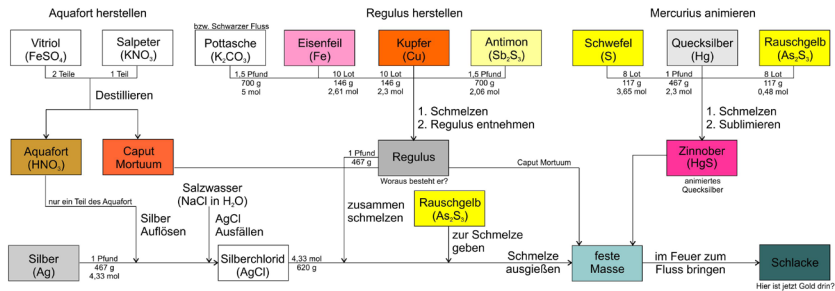 Aquafort herstellen
Regulus herstellen
Mercurius animieren
bzw. Schwarzer Fluss
Vitriol
(FeSO₄)
Salpeter
(KNO₃)
Pottasche
(K₂CO₃)
Eisenfeil
(Fe)
Kupfer
(Cu)
Antimon
(Sb₂S₃)
Schwefel
(S)
Quecksilber
(Hg)
Rauschgelb
(As₂S₃)
2 Teile
1 Teil
1,5 Pfund
700 g
5 mol
10 Lot
146 g
2,61 mol
10 Lot
146 g
2,3 mol
1,5 Pfund
700 g
2,06 mol
8 Lot
117 g
3,65 mol
1 Pfund
467 g
2,3 mol
8 Lot
117 g
0,48 mol
Destillieren
1. Schmelzen
2. Regulus entnehmen
1. Schmelzen
2. Sublimieren
Aquafort
(HNO₃)
Caput
Mortuum
1 Pfund
467 g
Regulus
Woraus besteht er?
Caput Mortuum
Zinnober
(HgS)
animiertes
Quecksilber
nur ein Teil des Aquafort
Salzwasser
(NaCl in H₂O)
Silber
Auflösen
AgCl
Ausfällen
zusammen
schmelzen
Rauschgelb
(As₂S₃)
zur Schmelze
geben
Silber
(Ag)
1 Pfund
467 g
4,33 mol
Silberchlorid
(AgCl)
4,33 mol
620 g
Schmelze
ausgießen
feste
Masse
im Feuer zum
Fluss bringen
Schlacke
Hier ist jetzt Gold drin?